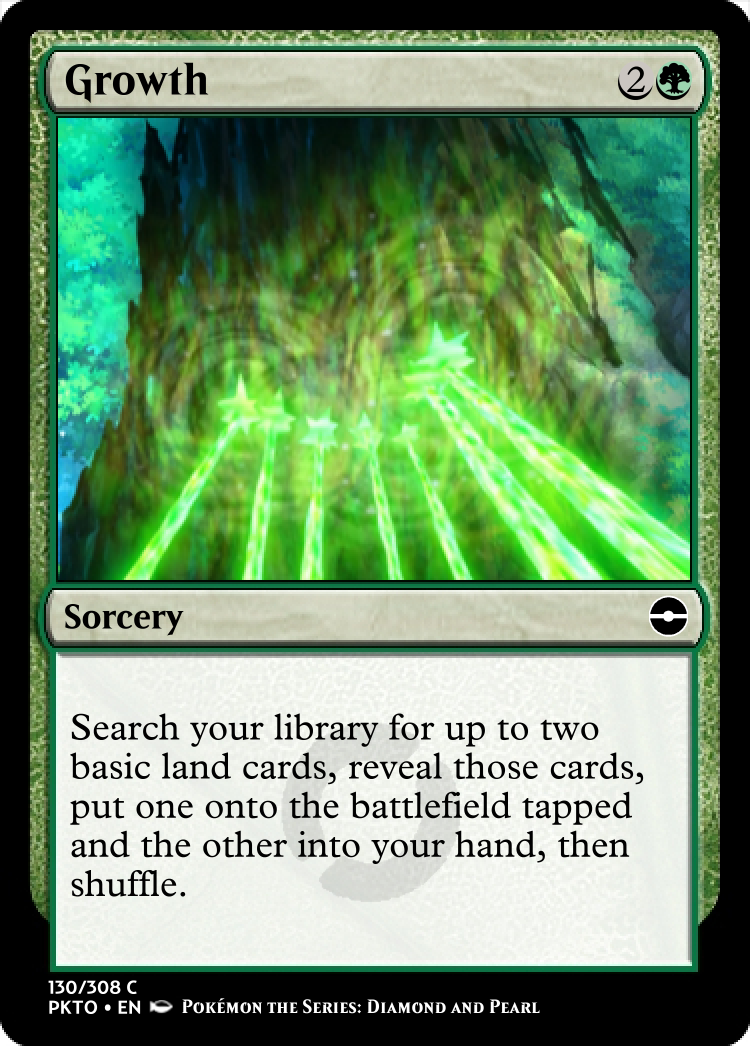 Growth 2
Sorcery
Search your library for up to two
basic land cards, reveal those cards,
put one onto the battlefield tapped
and the other into your hand, then
shuffle.
130/308 C
PKTO • EN Pokémon the Series: Diamond and Pearl